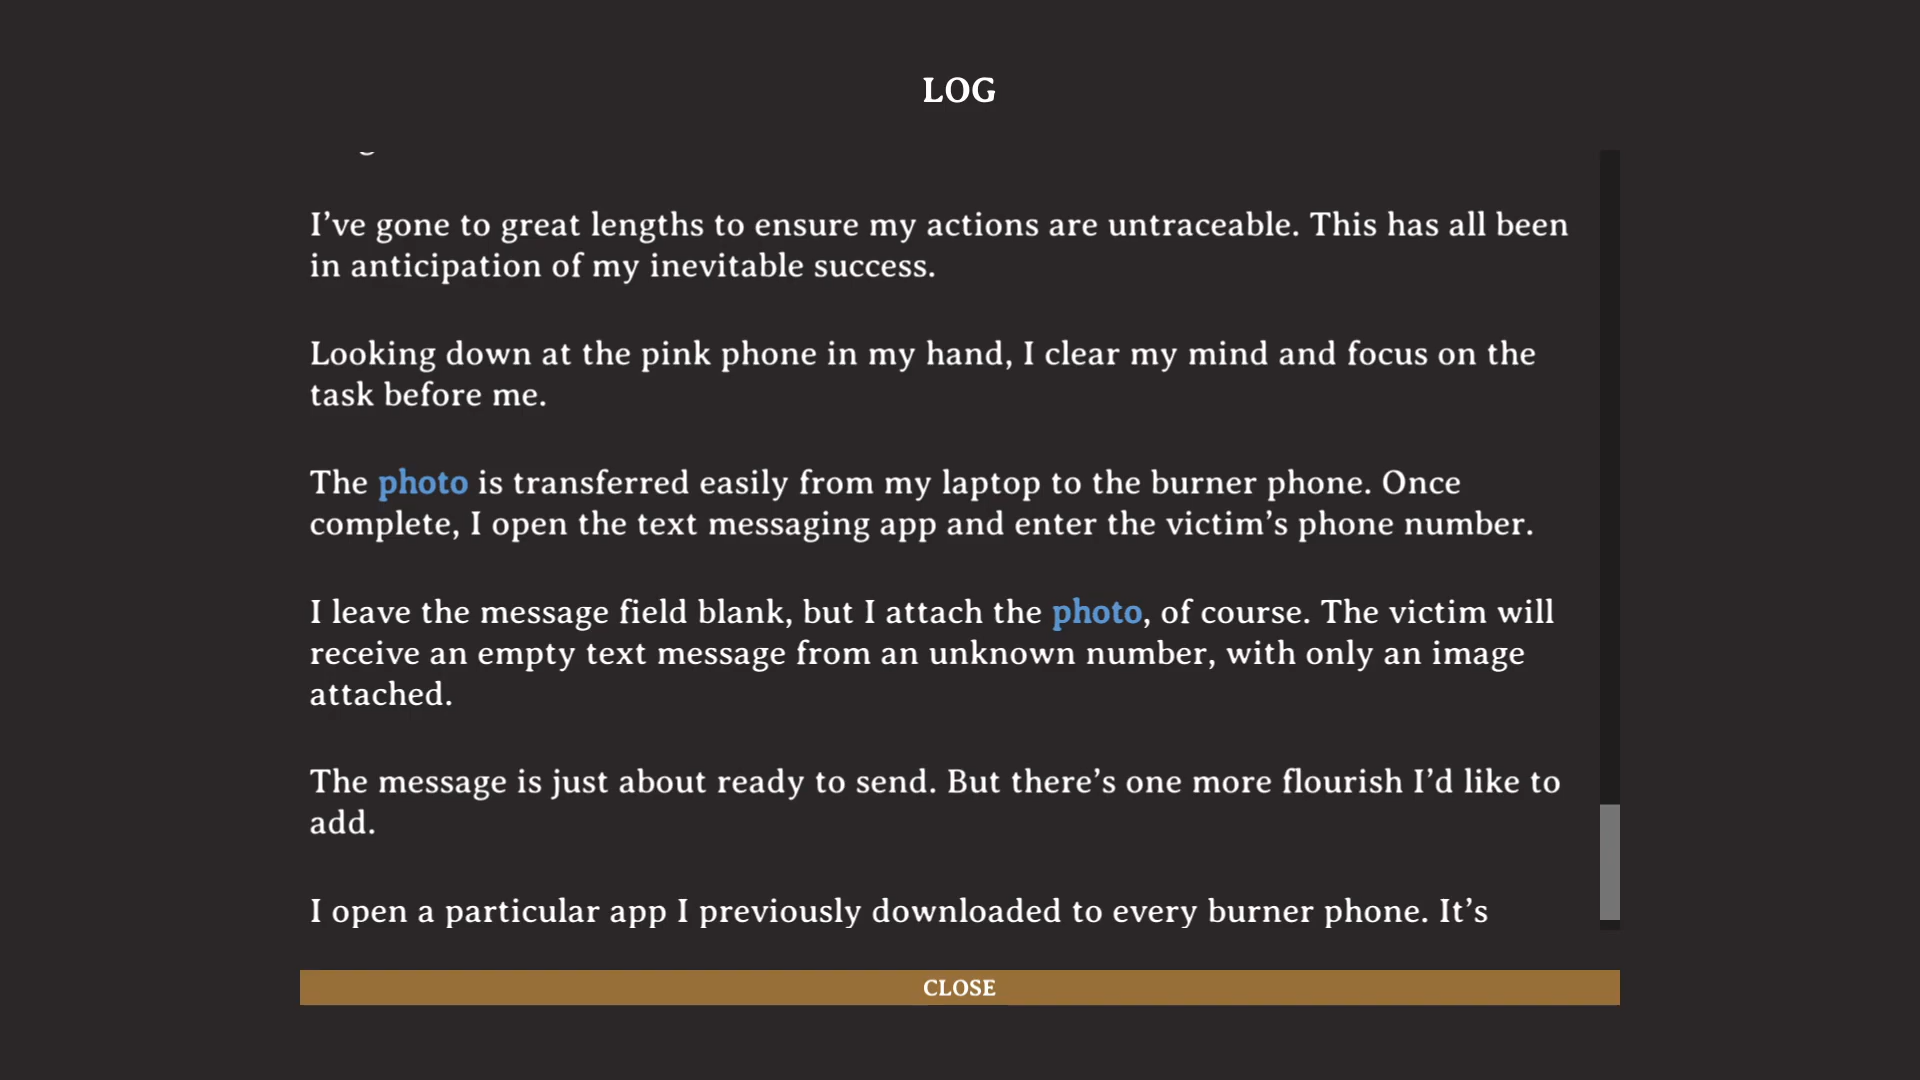 LOG
I’ve gone to great lengths to ensure my actions are untraceable. This has all been
in anticipation of my inevitable success.
Looking down at the pink phone in my hand, I clear my mind and focus on the
task before me.
The photo is transferred easily from my laptop to the burner phone. Once
complete, I open the text messaging app and enter the victim’s phone number.
I leave the message field blank, but I attach the photo, of course. The victim will
receive an empty text message from an unknown number, with only an image
attached.
The message is just about ready to send. But there’s one more flourish I’d like to
add.
I open a particular app I previously downloaded to every burner phone. It’s
CLOSE